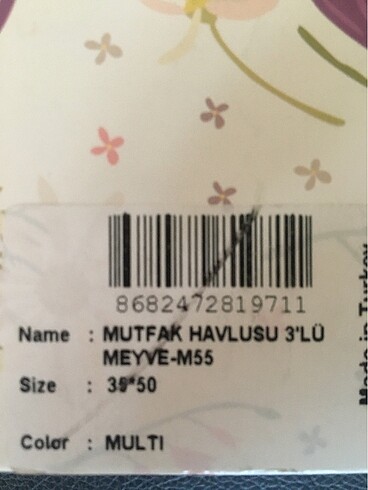 8682472819711
Name : MUTFAK HAVLUSU 3'LÜ
MEYVE-M55
Size : 35*50
Color : MULTI
Made in Turkey